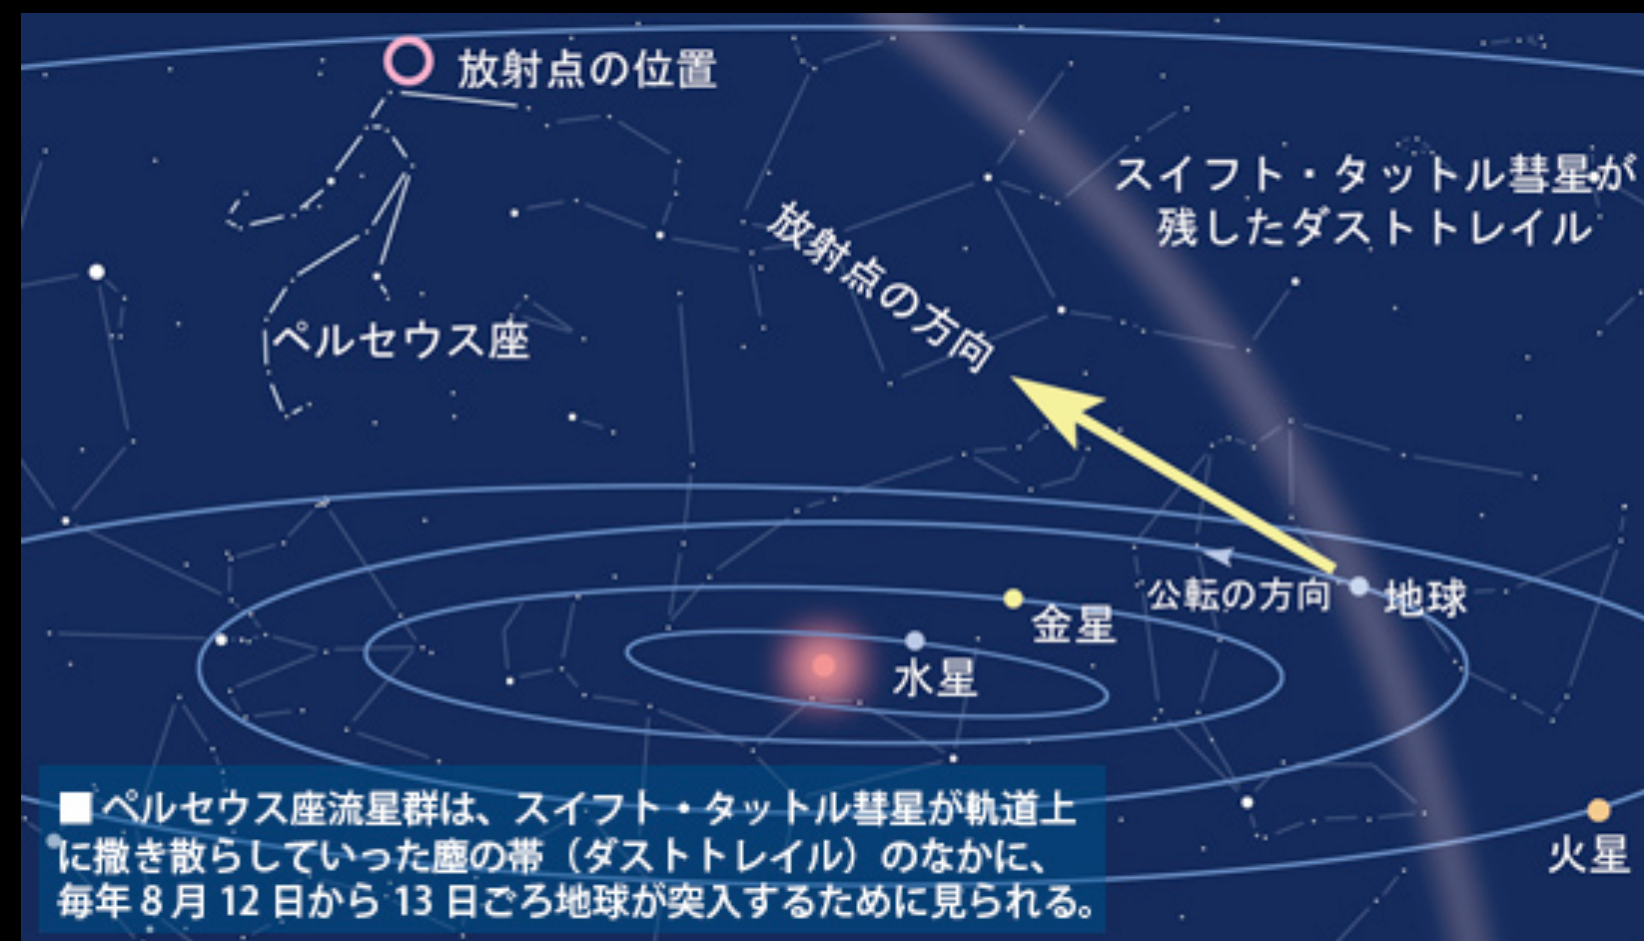 放射点の位置
スイフト・タットル彗星が
残したダストトレイル
放射点の方向
ペルセウス座
公転の方向
地球
金星
水星
火星
■ペルセウス座流星群は、スイフト・タットル彗星が軌道上
に撒き散らしていった塵の帯（ダストトレイル）のなかに、
毎年8月12日から13日ごろ地球が突入するために見られる。